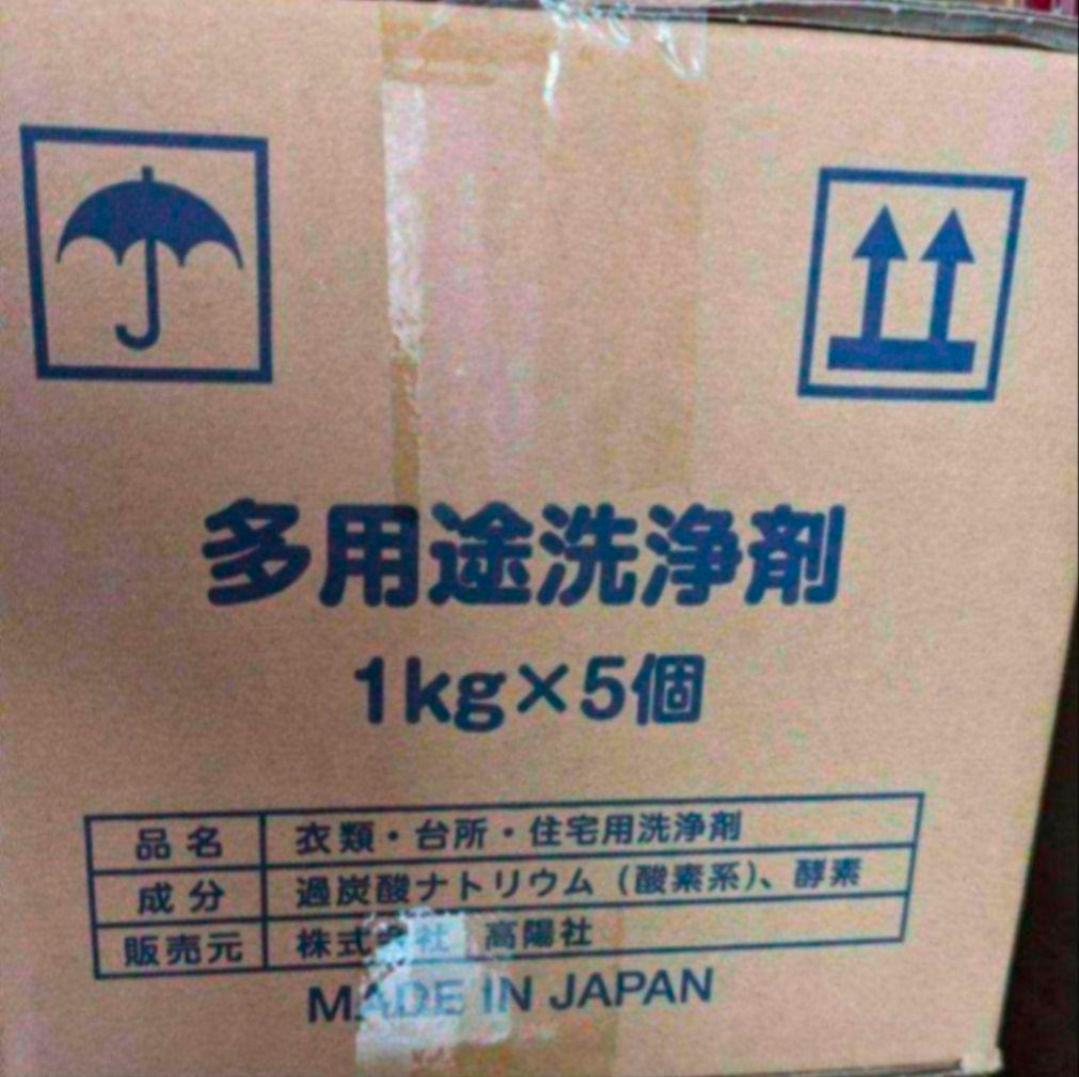 多用途洗浄剤
1kg×5個
品名 衣類・台所・住宅用洗浄剤
成分 過炭酸ナトリウム(酸素系)、酵素
販売元 株式会社 高陽社
MADE IN JAPAN